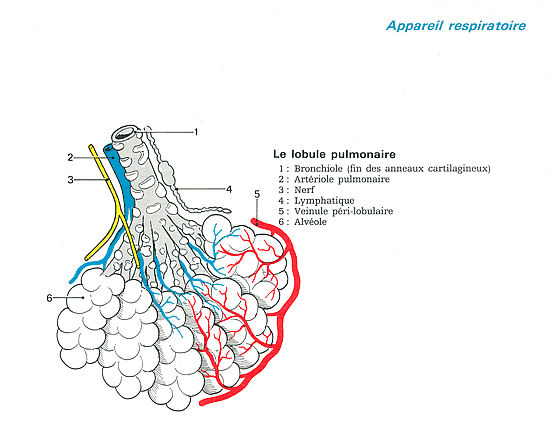 Appareil respiratoire
Le lobule pulmonaire
1 : Bronchiole (fin des anneaux cartilagineux)
2 : Artériole pulmonaire
3 : Nerf
4 : Lymphatique
5 : Veinule péri-lobulaire
6 : Alvéole
1
2
3
4
5
6